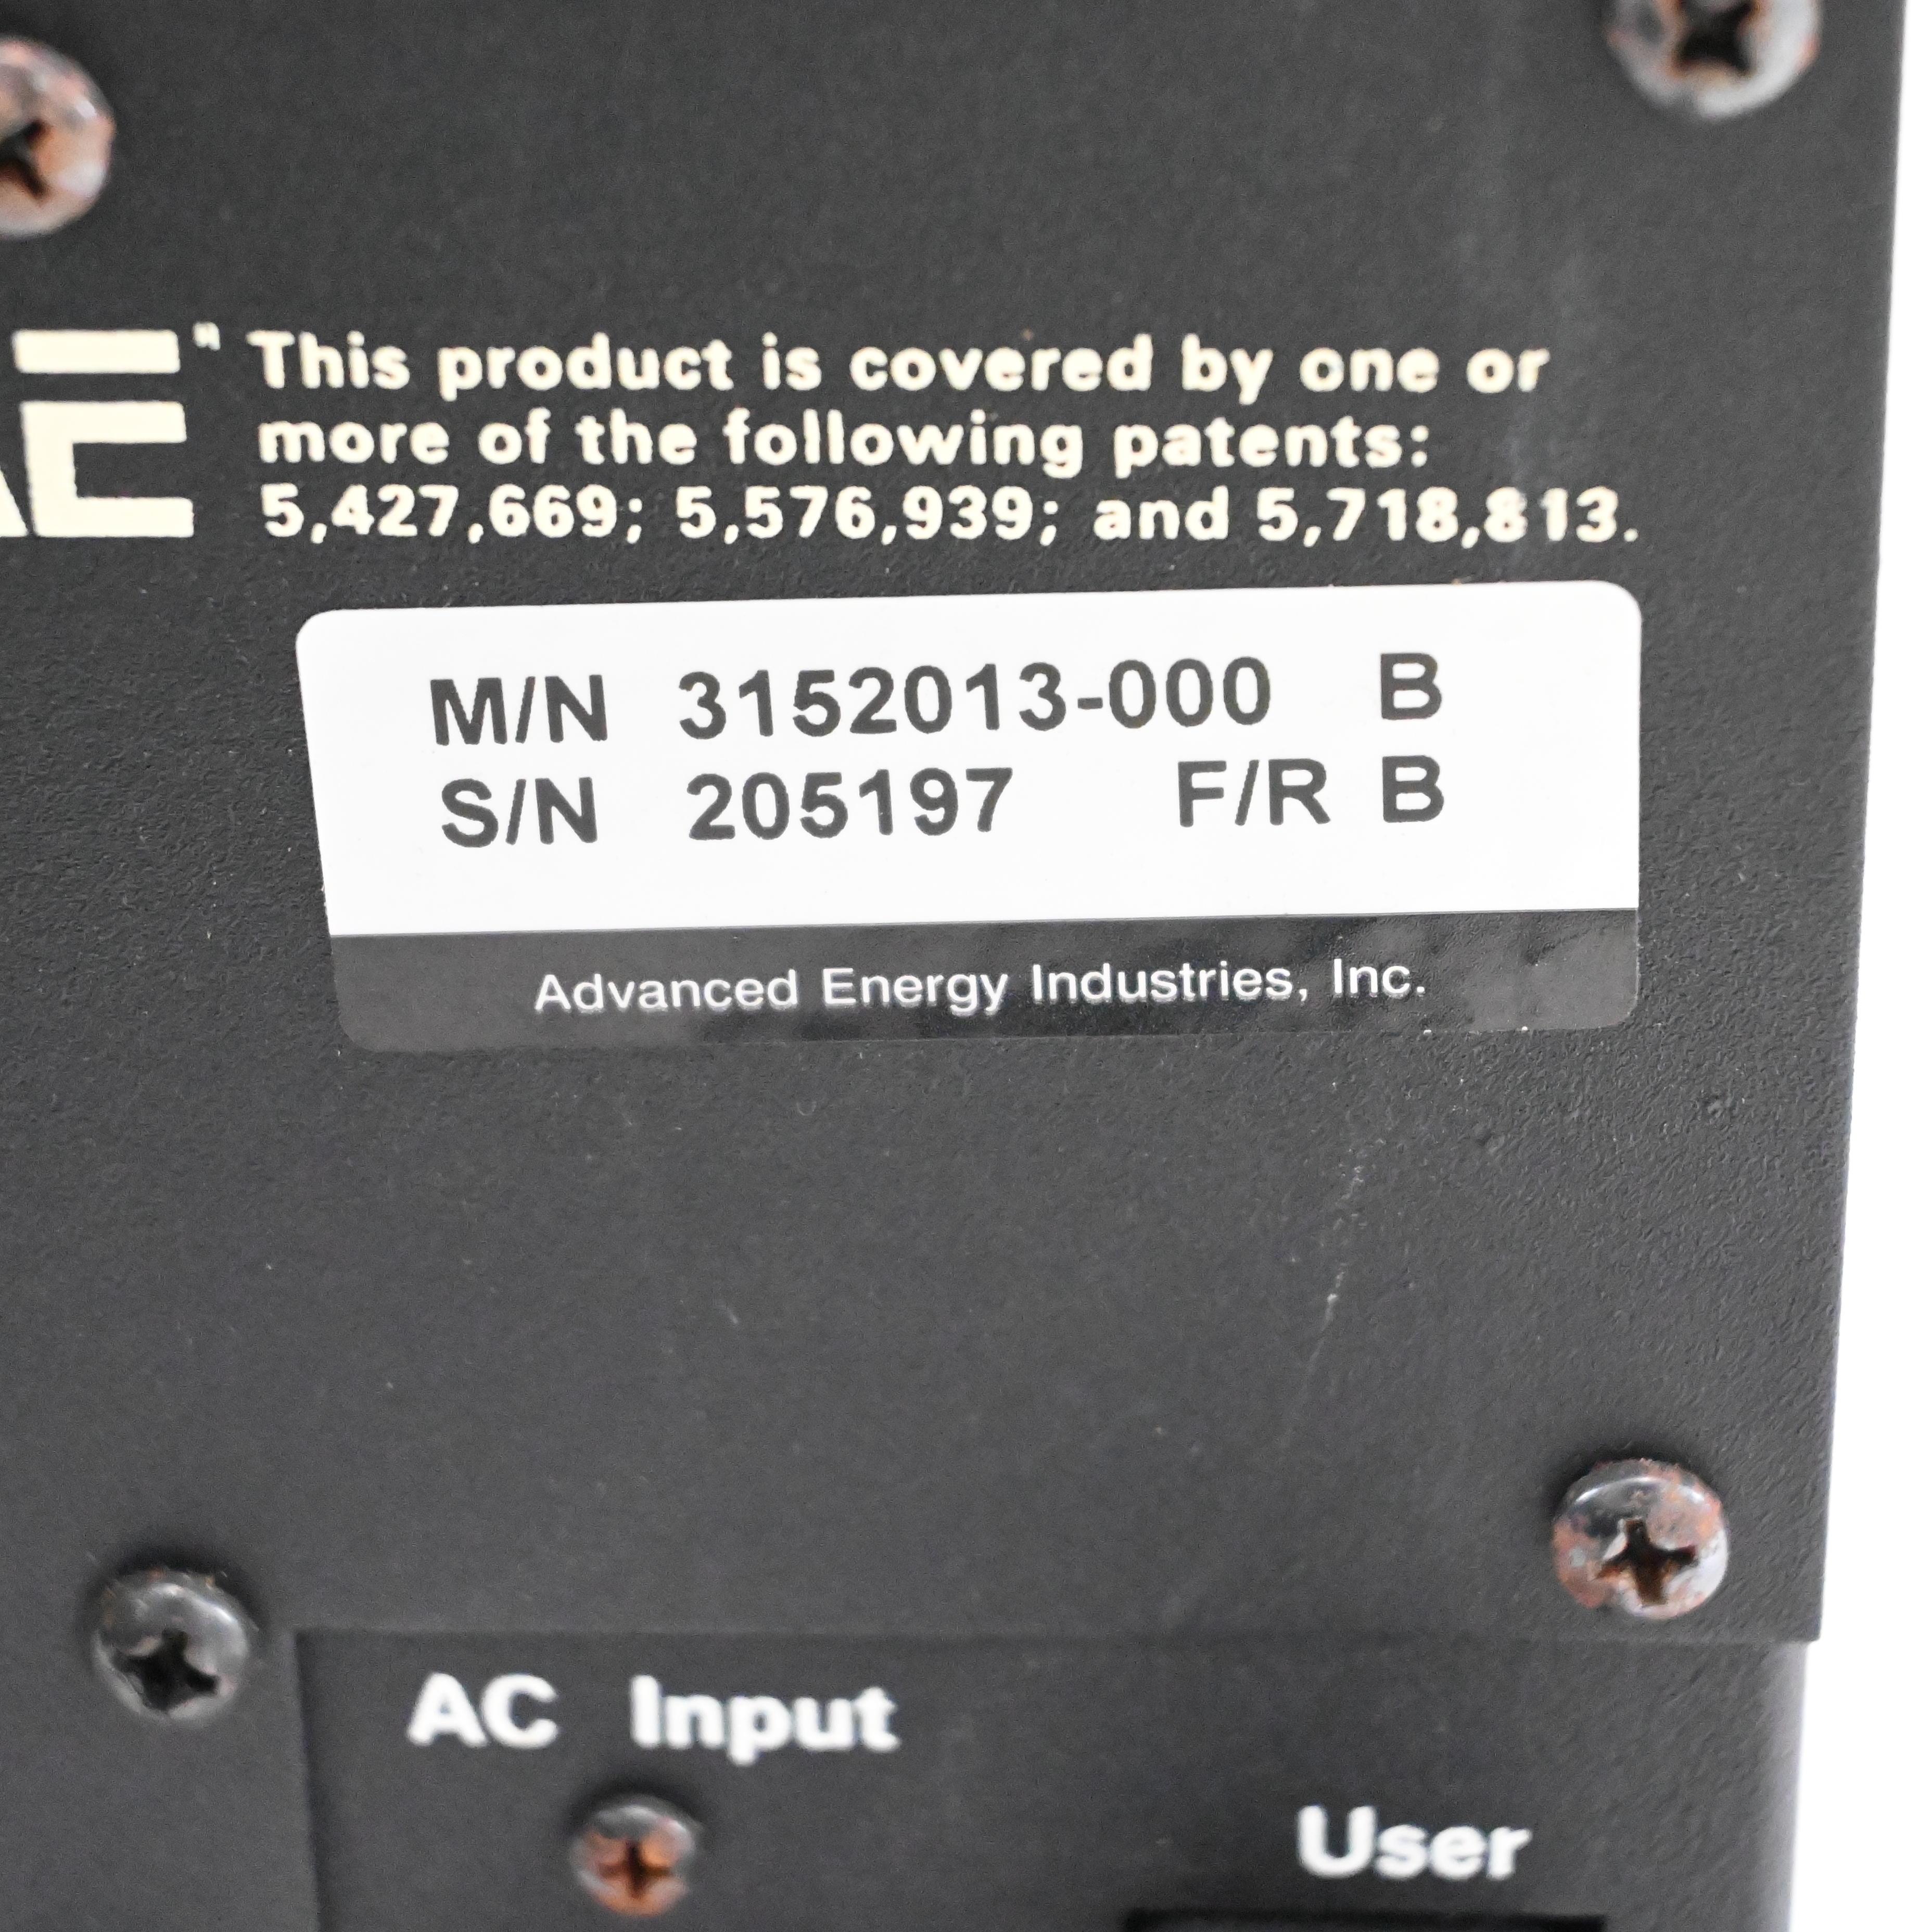 AE™ This product is covered by one or
more of the following patents:
5,427,669; 5,576,939; and 5,718,813.
M/N 3152013-000 B
S/N 205197 F/R B
Advanced Energy Industries, Inc.
AC Input
User